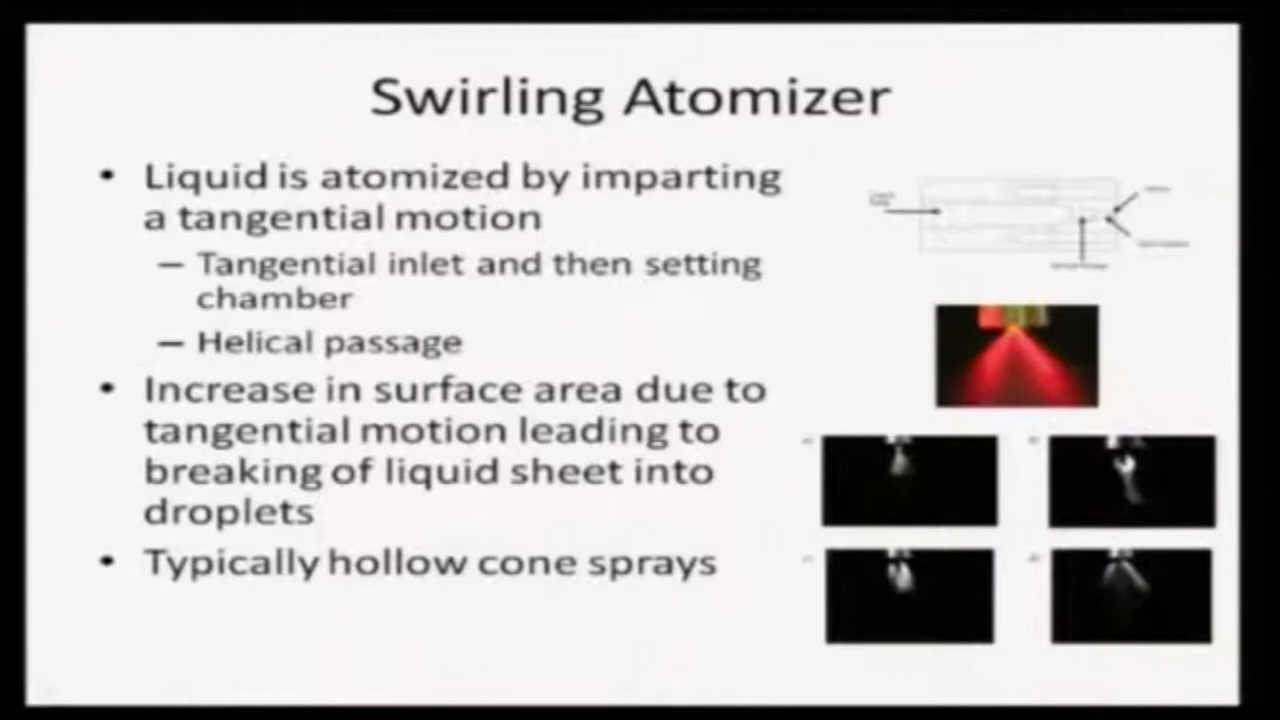 Swirling Atomizer
• Liquid is atomized by imparting
a tangential motion
– Tangential inlet and then setting
chamber
– Helical passage
• Increase in surface area due to
tangential motion leading to
breaking of liquid sheet into
droplets
• Typically hollow cone sprays